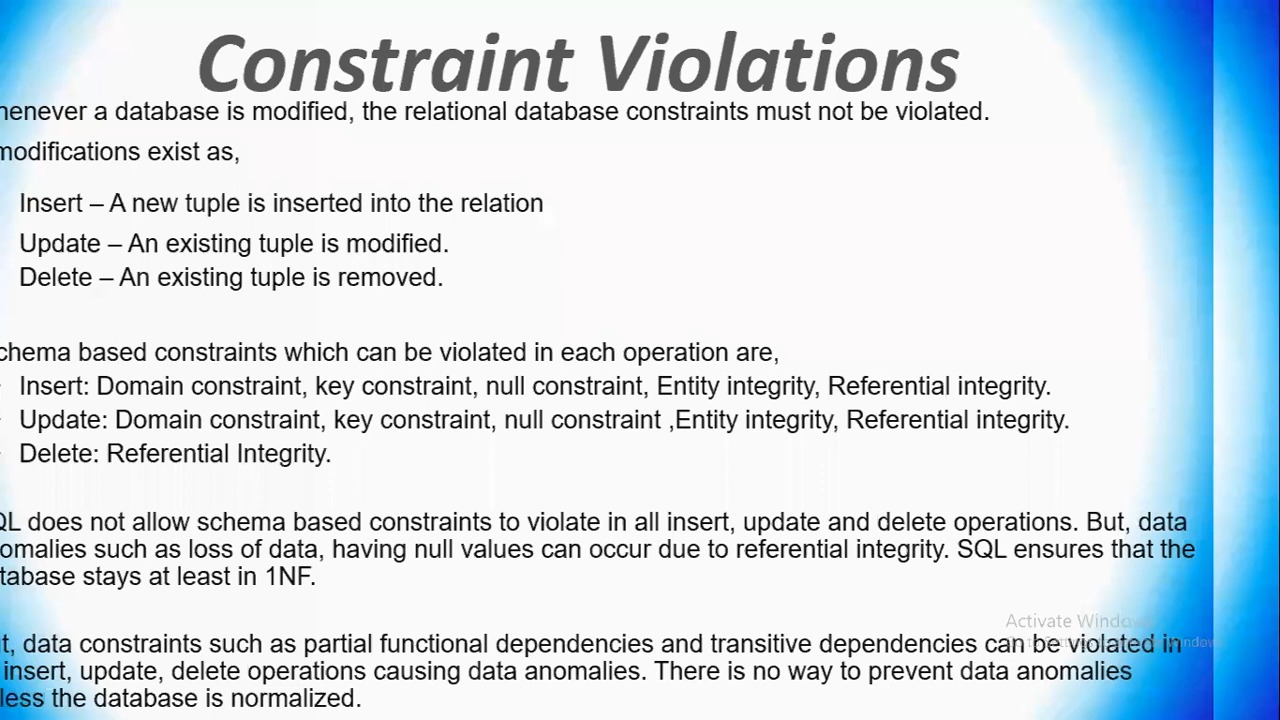 Constraint Violations
henever a database is modified, the relational database constraints must not be violated.
modifications exist as,
Insert – A new tuple is inserted into the relation
Update – An existing tuple is modified.
Delete – An existing tuple is removed.
chema based constraints which can be violated in each operation are,
Insert: Domain constraint, key constraint, null constraint, Entity integrity, Referential integrity.
Update: Domain constraint, key constraint, null constraint ,Entity integrity, Referential integrity.
Delete: Referential Integrity.
QL does not allow schema based constraints to violate in all insert, update and delete operations. But, data
omalies such as loss of data, having null values can occur due to referential integrity. SQL ensures that the
tabase stays at least in 1NF.
Activate Windows
t, data constraints such as partial functional dependencies and transitive dependencies can be violated in
insert, update, delete operations causing data anomalies. There is no way to prevent data anomalies
less the database is normalized.